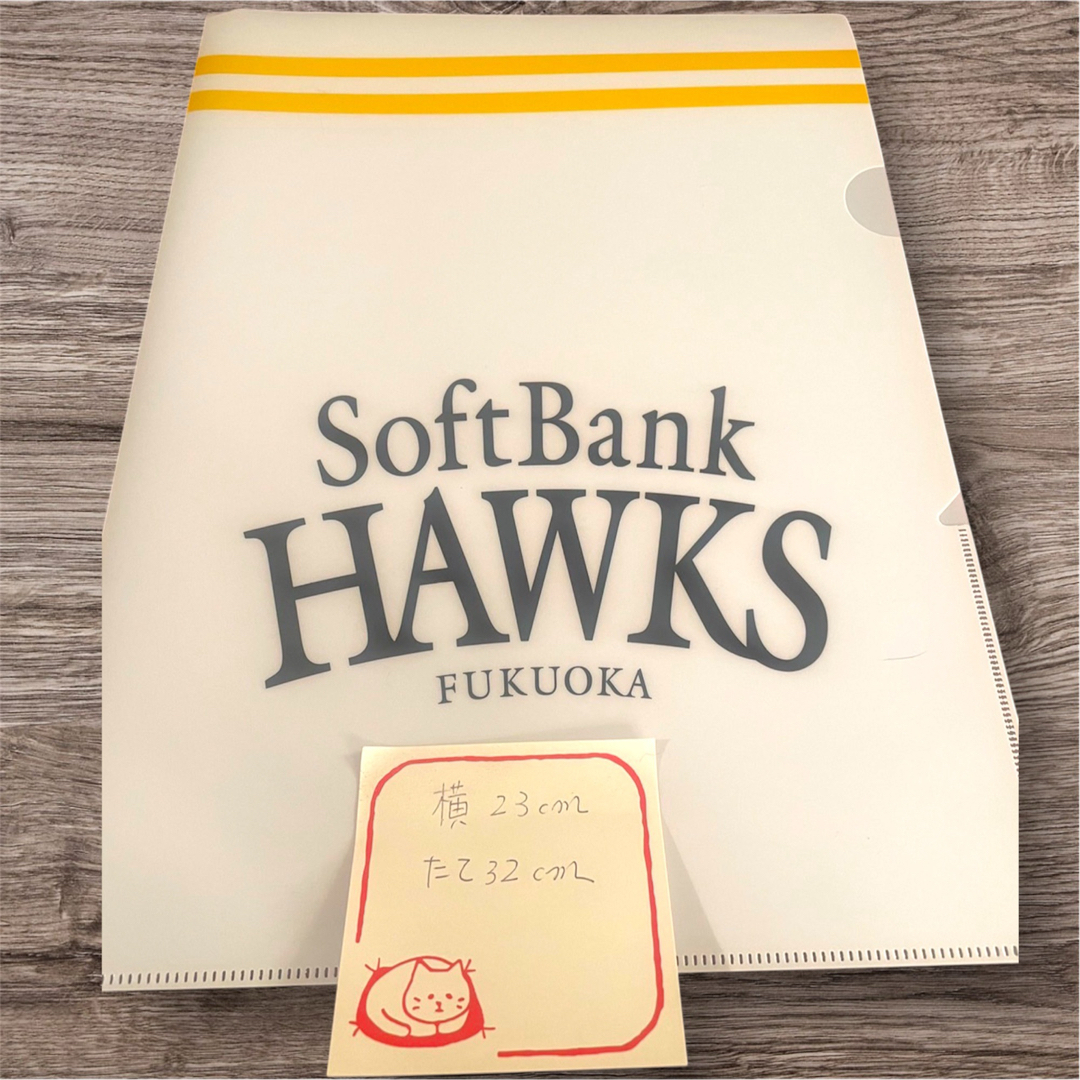 SoftBank
HAWKS
FUKUOKA
横 23cm
たて32cm